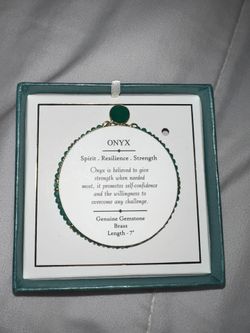 ONYX
Spirit . Resilience . Strength
Onyx is believed to give
strength when needed
most, it promotes self-confidence
and the willingness to
overcome any challenge.
Genuine Gemstone
Brass
Length - 7"